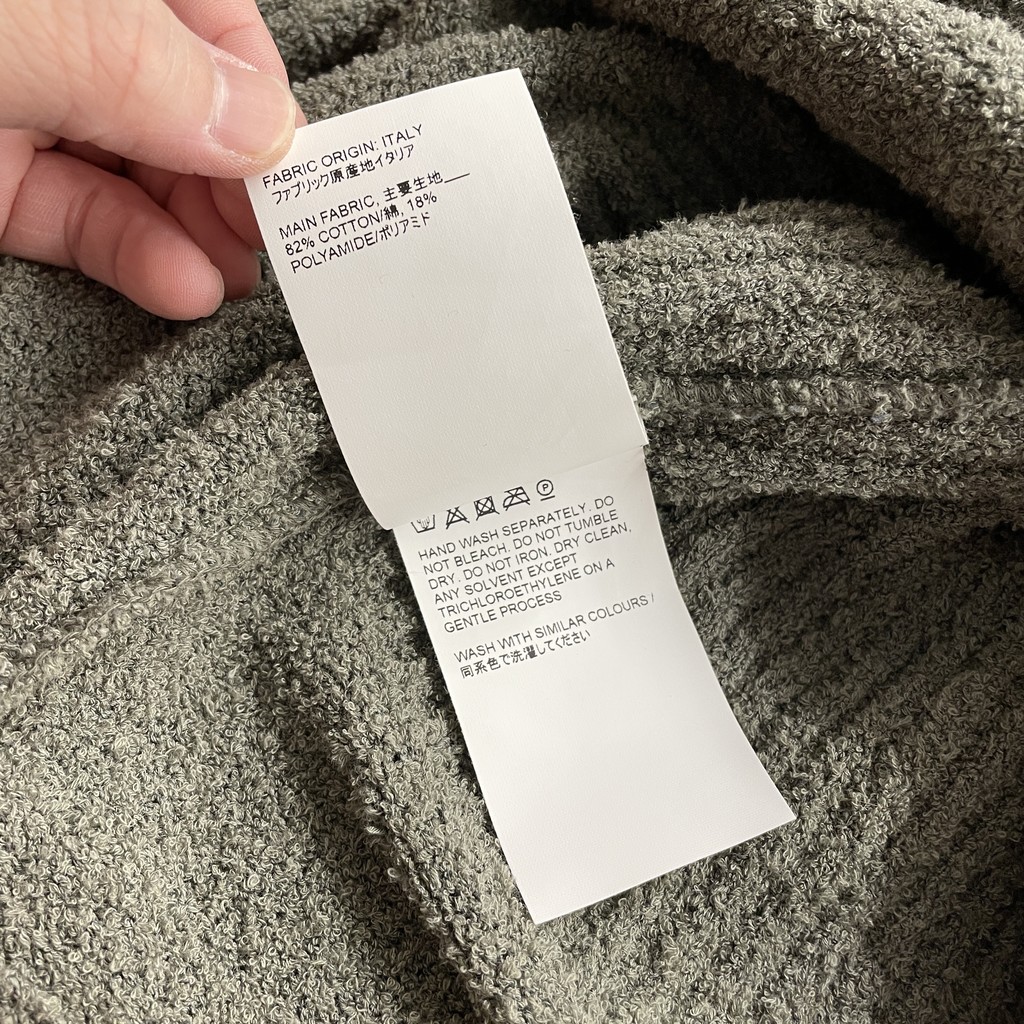 FABRIC ORIGIN: ITALY
ファブリック原産地イタリア
MAIN FABRIC, 主要生地__
82% COTTON/綿, 18%
POLYAMIDE/ポリアミド
P
HAND WASH SEPARATELY. DO
NOT BLEACH. DO NOT TUMBLE
DRY. DO NOT IRON. DRY CLEAN,
ANY SOLVENT EXCEPT
TRICHLOROETHYLENE ON A
GENTLE PROCESS
WASH WITH SIMILAR COLOURS /
同系色で洗濯してください